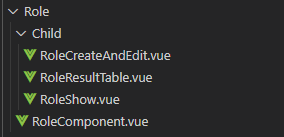 Role
Child
RoleCreateAndEdit.vue
RoleResultTable.vue
RoleShow.vue
RoleComponent.vue